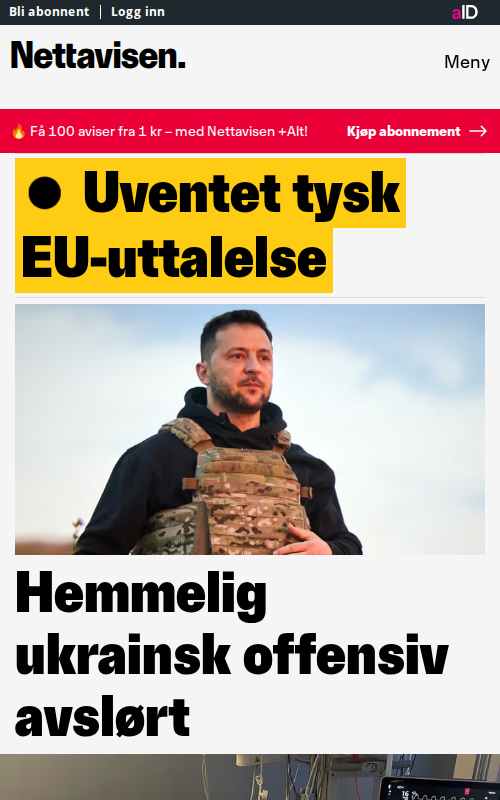 Bli abonnent | Logg inn
aID
Nettavisen.
Meny
🔥 Få 100 aviser fra 1 kr – med Nettavisen +Alt!
Kjøp abonnement →
● Uventet tysk
EU-uttalelse
Hemmelig
ukrainsk offensiv
avslørt